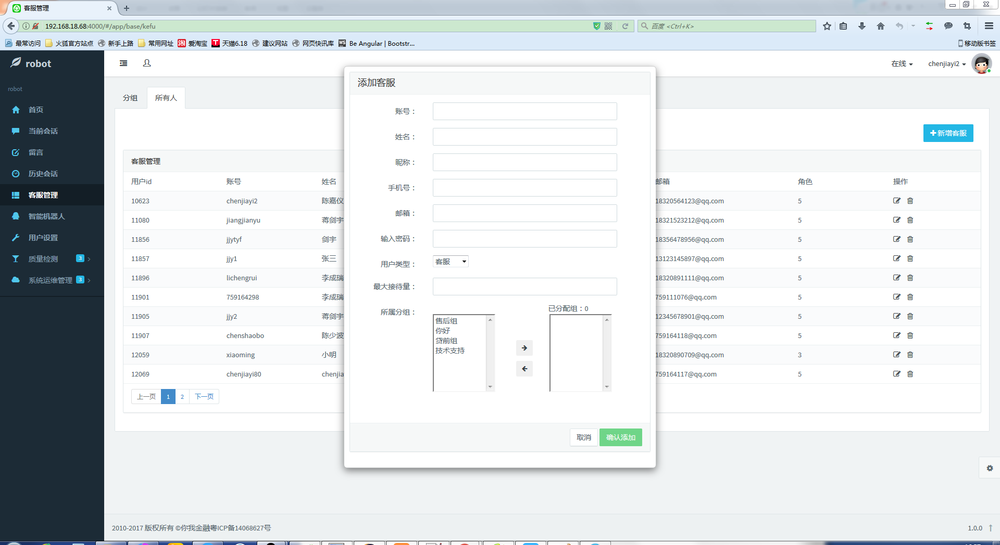 客服管理
192.168.18.68:4000/#/app/base/kefu
百度 <Ctrl+K>
最常访问 火狐官方站点 新手上路 常用网址 爱淘宝 天猫6.18 建议网站 网页快讯库 Be Angular | Bootstr...
移动版书签
robot
在线
chenjiayi2
robot
首页
当前会话
留言
历史会话
客服管理
智能机器人
用户设置
质量检测 3
系统运维管理 3
分组 所有人
新增客服
客服管理
用户id 账号 姓名 邮箱 角色 操作
10623 chenjiayi2 陈嘉仪 18320564123@qq.com 5
11080 jiangjianyu 蒋剑宇 18321523212@qq.com 5
11856 jjytyf 剑宇 18356478956@qq.com 5
11857 jjy1 张三 13123145897@qq.com 5
11896 lichengrui 李成瑞 18320891111@qq.com 5
11901 759164298 李成瑞 759111076@qq.com 5
11905 jjy2 蒋剑宇 12345678901@qq.com 5
11907 chenshaobo 陈少波 759164118@qq.com 5
12059 xiaoming 小明 18320890709@qq.com 3
12069 chenjiayi80 chenjia 759164117@qq.com 5
上一页 1 2 下一页
添加客服
账号：
姓名：
昵称：
手机号：
邮箱：
输入密码：
用户类型： 客服
最大接待量：
所属分组：
已分配组：0
售后组
你好
贷前组
技术支持
取消 确认添加
2010-2017 版权所有 ©你我金融粤ICP备14068627号
1.0.0